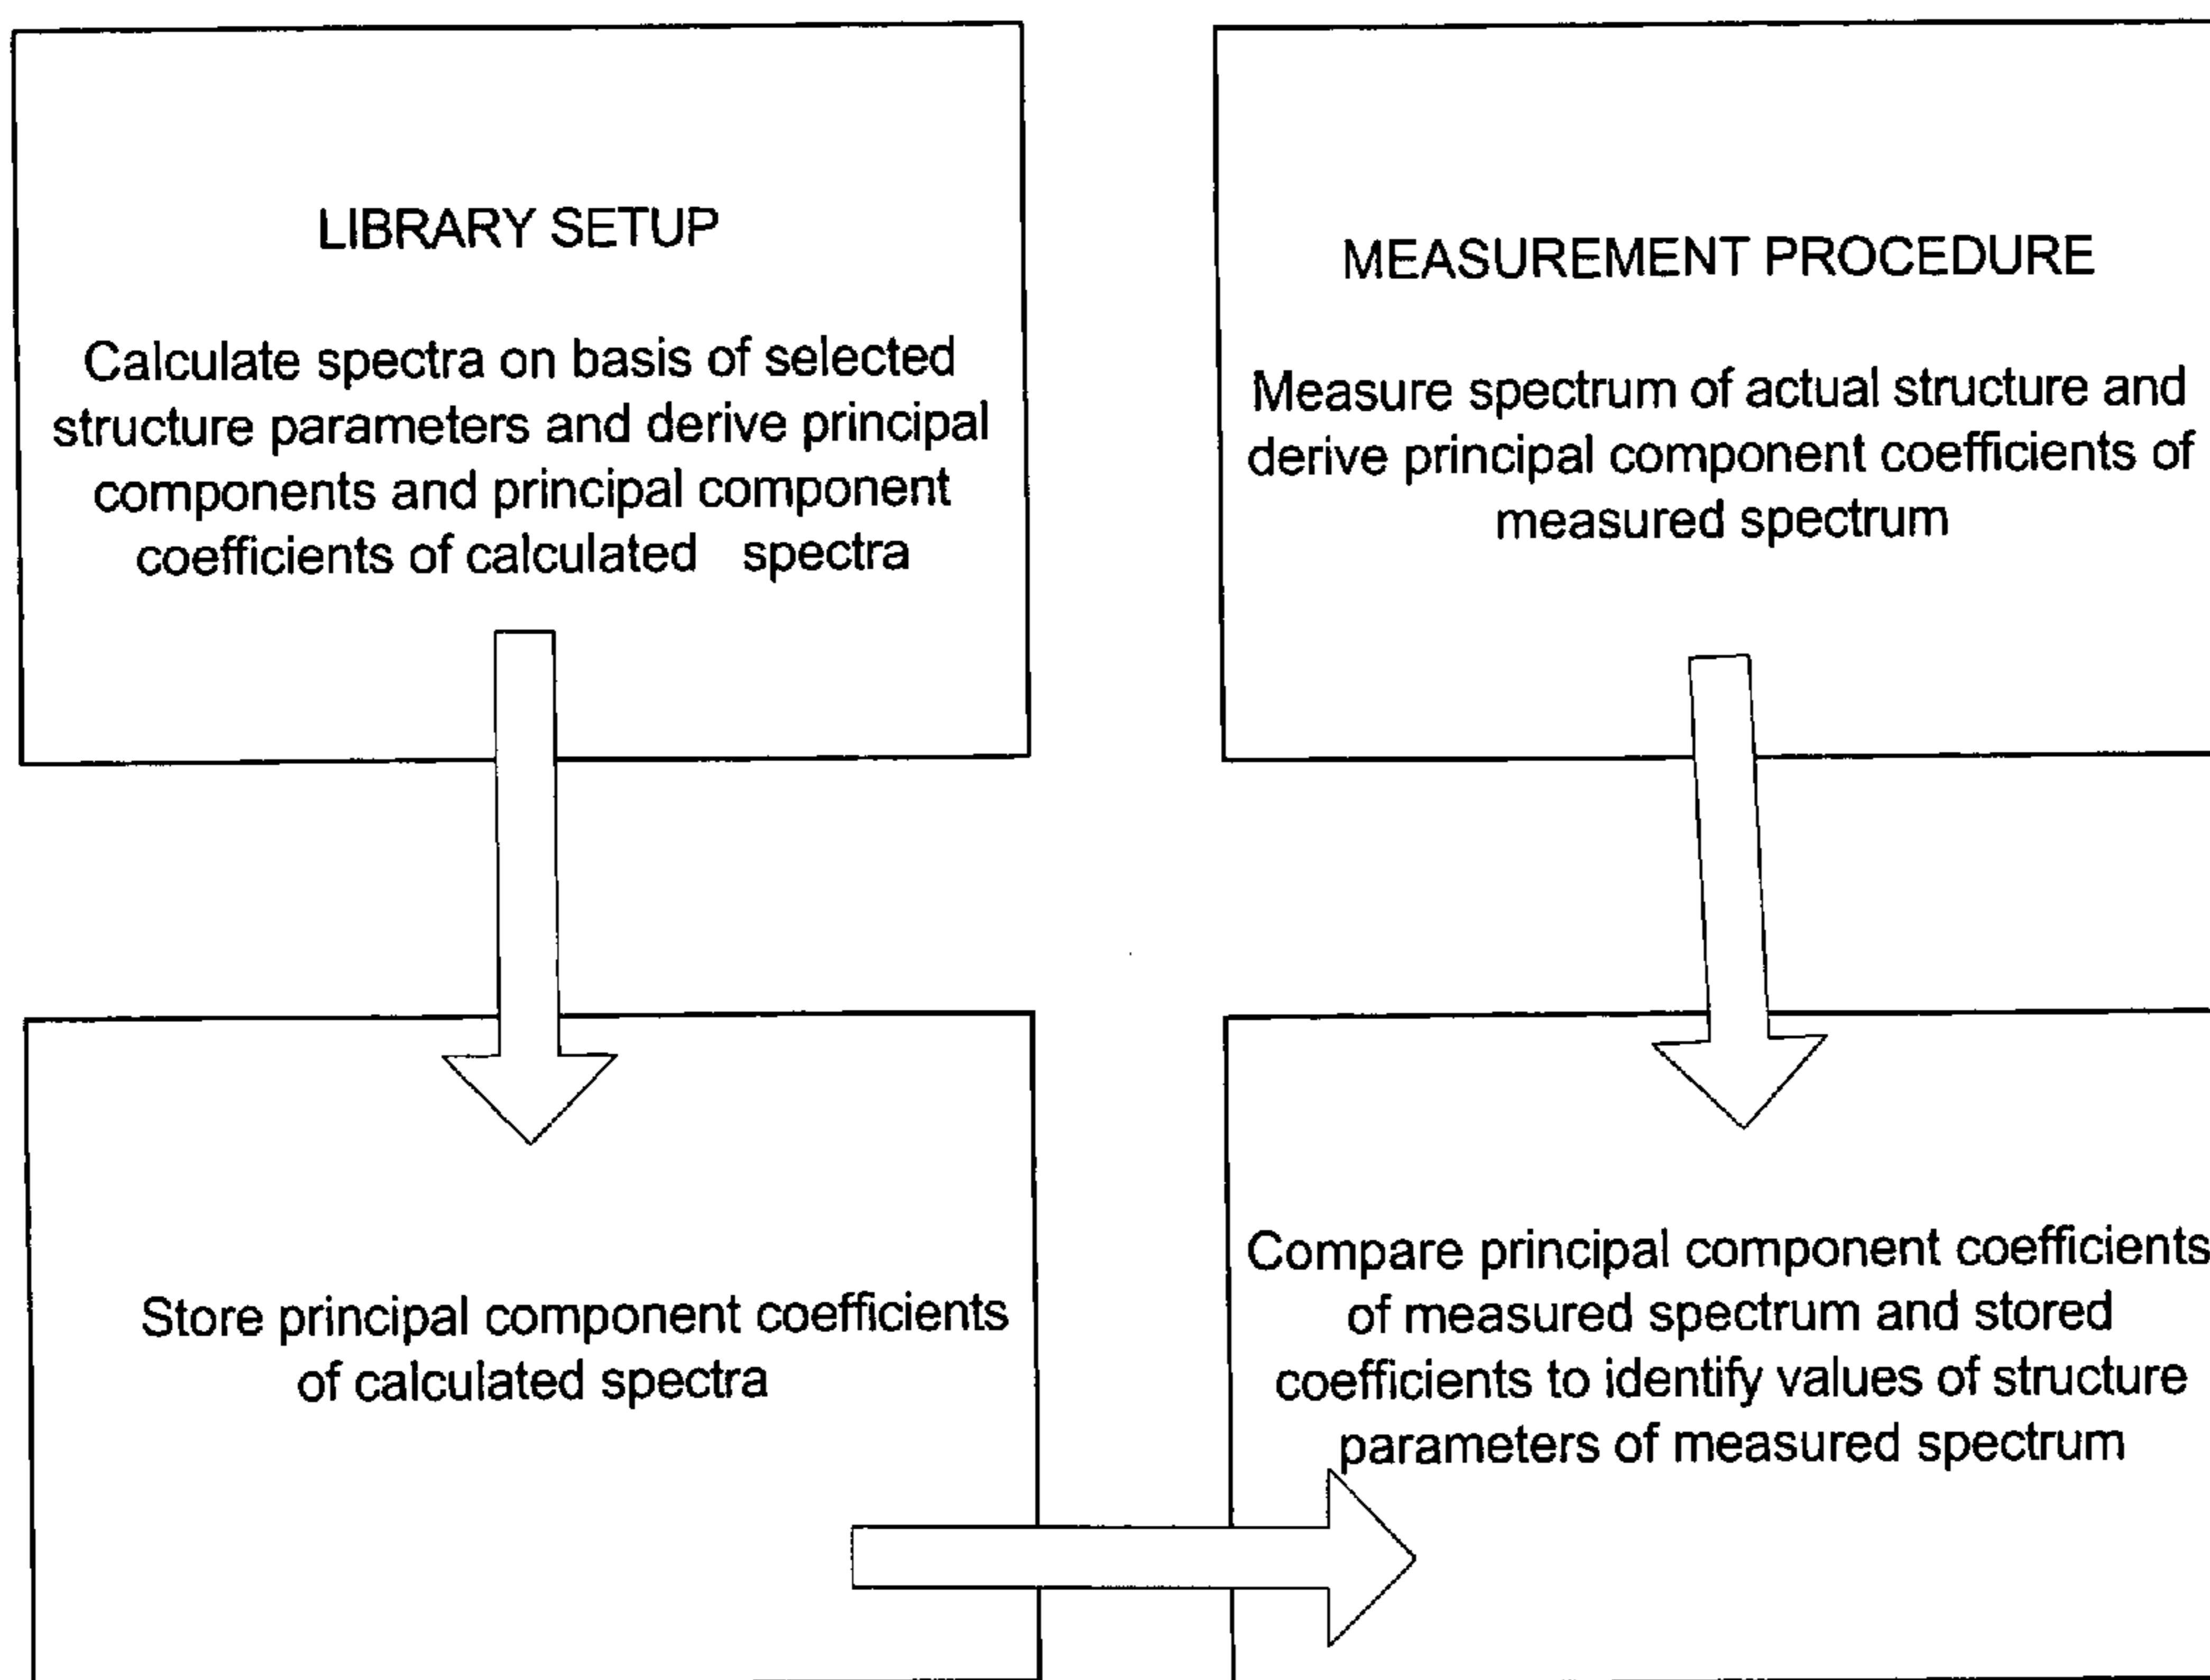 LIBRARY SETUP
Calculate spectra on basis of selected
structure parameters and derive principal
components and principal component
coefficients of calculated spectra
MEASUREMENT PROCEDURE
Measure spectrum of actual structure and
derive principal component coefficients of
measured spectrum
Store principal component coefficients
of calculated spectra
Compare principal component coefficients
of measured spectrum and stored
coefficients to identify values of structure
parameters of measured spectrum